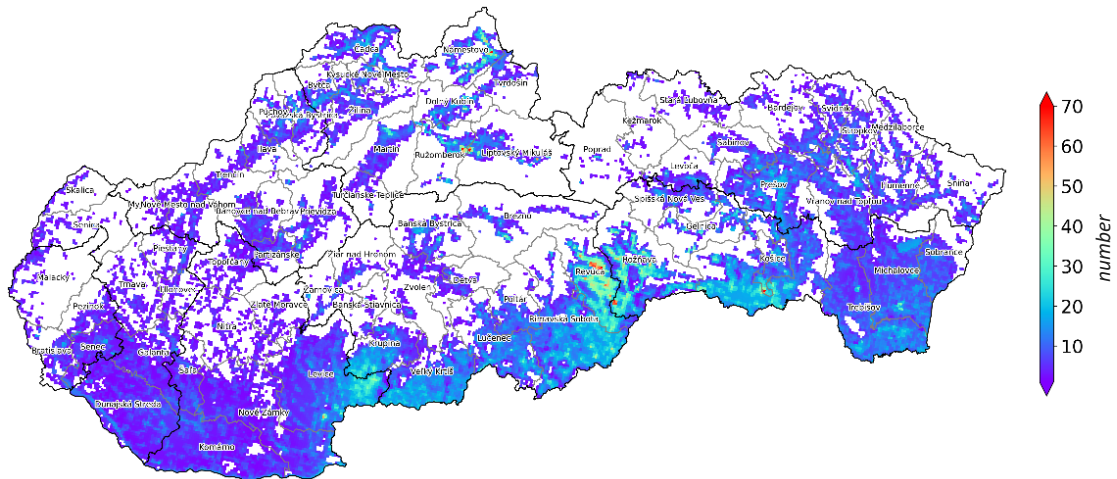 Čadca
Námestovo
Kysucké Nové Mesto
Bytča
Tvrdošín
Dolný Kubín
Púchov
Považská Bystrica
Žilina
Stará Ľubovňa
Bardejov
Svidník
Kežmarok
Stropkov
Medzilaborce
Ilava
Martin
Ružomberok
Liptovský Mikuláš
Poprad
Levoča
Sabinov
Trenčín
Prešov
Humenné
Snina
Skalica
Turčianske Teplice
Myjava
Nové Mesto nad Váhom
Bánovce nad Bebravou
Prievidza
Spišská Nová Ves
Vranov nad Topľou
Senica
Banská Bystrica
Brezno
Gelnica
Piešťany
Topoľčany
Partizánske
Žiar nad Hronom
Rožňava
Košice
Sobrance
Malacky
Trnava
Hlohovec
Žarnovica
Zvolen
Detva
Revúca
Michalovce
Pezinok
Zlaté Moravce
Banská Štiavnica
Poltár
Trebišov
Nitra
Rimavská Sobota
Bratislava
Senec
Galanta
Krupina
Lučenec
Šaľa
Levice
Veľký Krtíš
Dunajská Streda
Nové Zámky
Komárno
70
60
50
40
30
20
10
number